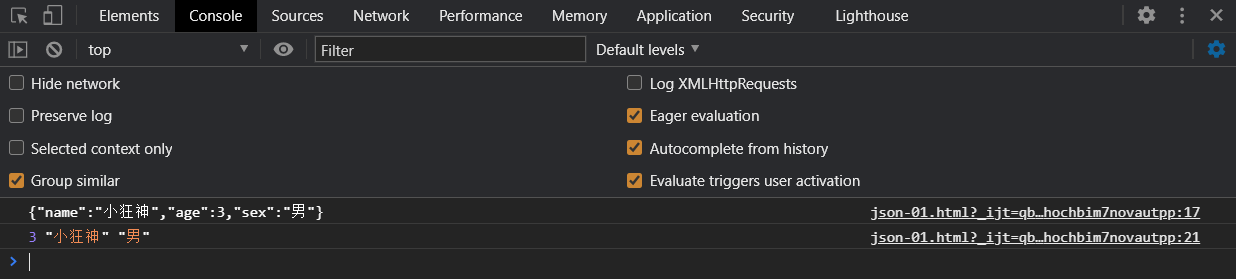 Elements Console Sources Network Performance Memory Application Security Lighthouse
top Filter Default levels
Hide network Log XMLHttpRequests
Preserve log Eager evaluation
Selected context only Autocomplete from history
Group similar Evaluate triggers user activation
{"name":"小狂神","age":3,"sex":"男"} json-01.html?_ijt=qb…hochbim7novautpp:17
3 "小狂神" "男" json-01.html?_ijt=qb…hochbim7novautpp:21
>